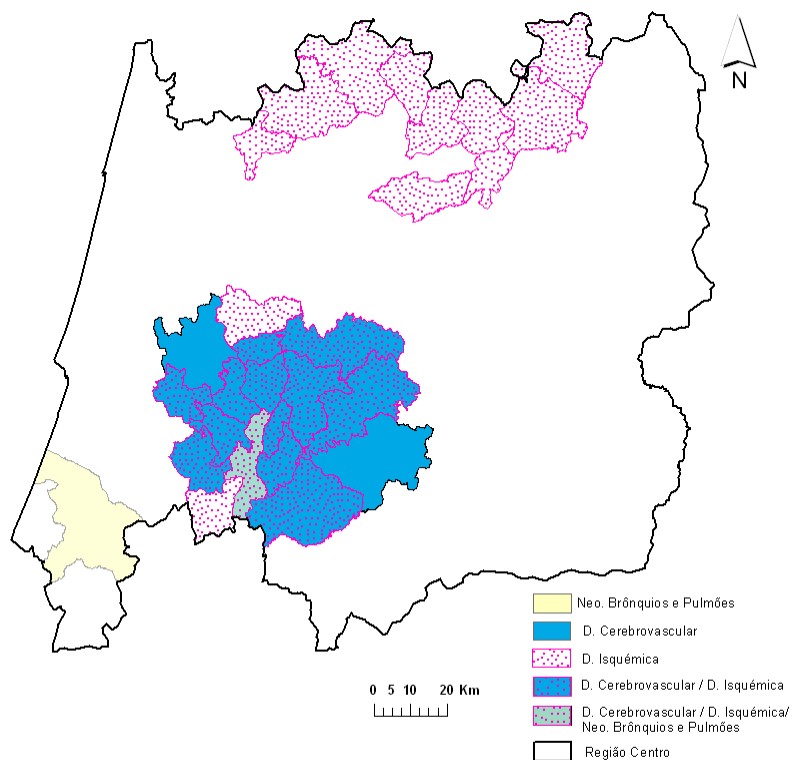 N
Neo. Brônquios e Pulmões
D. Cerebrovascular
D. Isquémica
D. Cerebrovascular / D. Isquémica
D. Cerebrovascular / D. Isquémica/
Neo. Brônquios e Pulmões
Região Centro
0 5 10 20 Km